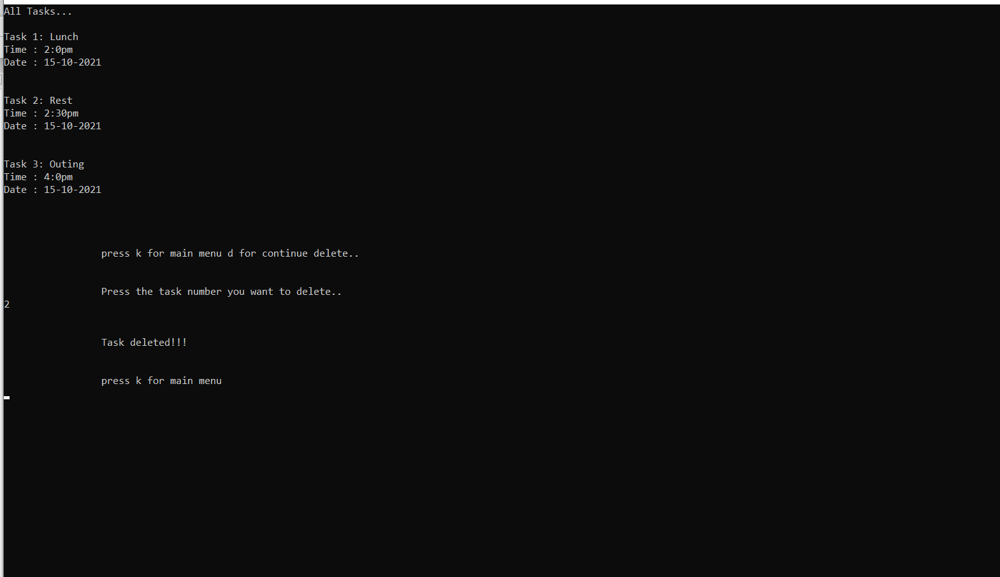 All Tasks...
Task 1: Lunch
Time : 2:0pm
Date : 15-10-2021
Task 2: Rest
Time : 2:30pm
Date : 15-10-2021
Task 3: Outing
Time : 4:0pm
Date : 15-10-2021
press k for main menu d for continue delete..
Press the task number you want to delete..
2
Task deleted!!!
press k for main menu